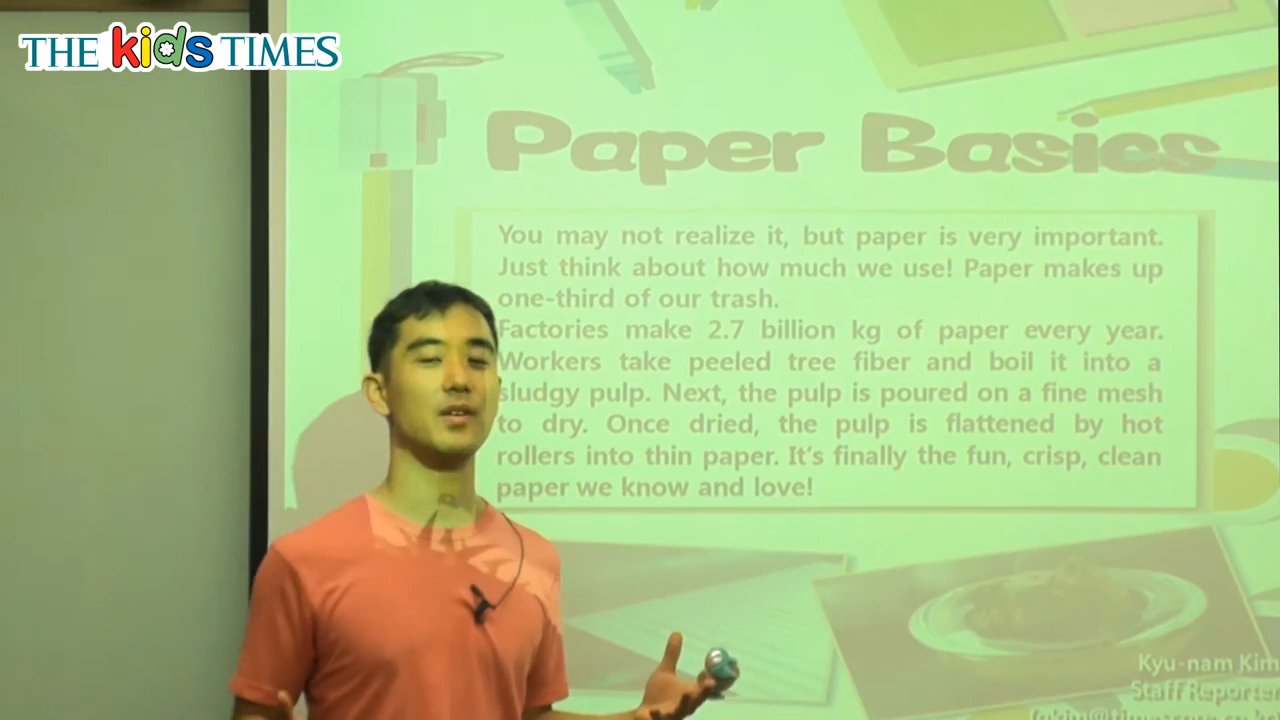 THE kids TIMES
Paper Basics
You may not realize it, but paper is very important.
Just think about how much we use! Paper makes up
one-third of our trash.
Factories make 2.7 billion kg of paper every year.
Workers take peeled tree fiber and boil it into a
sludgy pulp. Next, the pulp is poured on a fine mesh
to dry. Once dried, the pulp is flattened by hot
rollers into thin paper. It's finally the fun, crisp, clean
paper we know and love!
Kyu-nam Kim
Staff Reporter